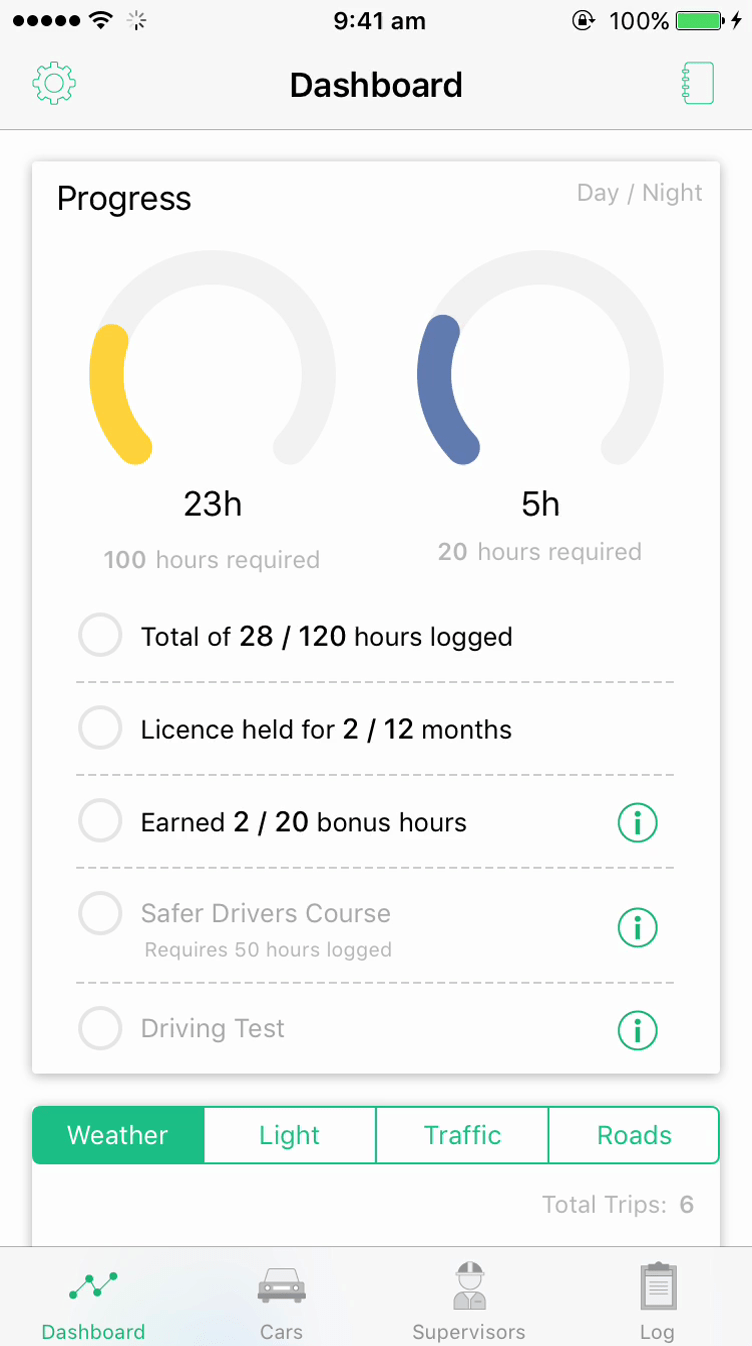 9:41 am
100%
Dashboard
Progress
Day / Night
23h
5h
100 hours required
20 hours required
Total of 28 / 120 hours logged
Licence held for 2 / 12 months
Earned 2 / 20 bonus hours
Safer Drivers Course
Requires 50 hours logged
Driving Test
Weather
Light
Traffic
Roads
Total Trips: 6
Dashboard
Cars
Supervisors
Log